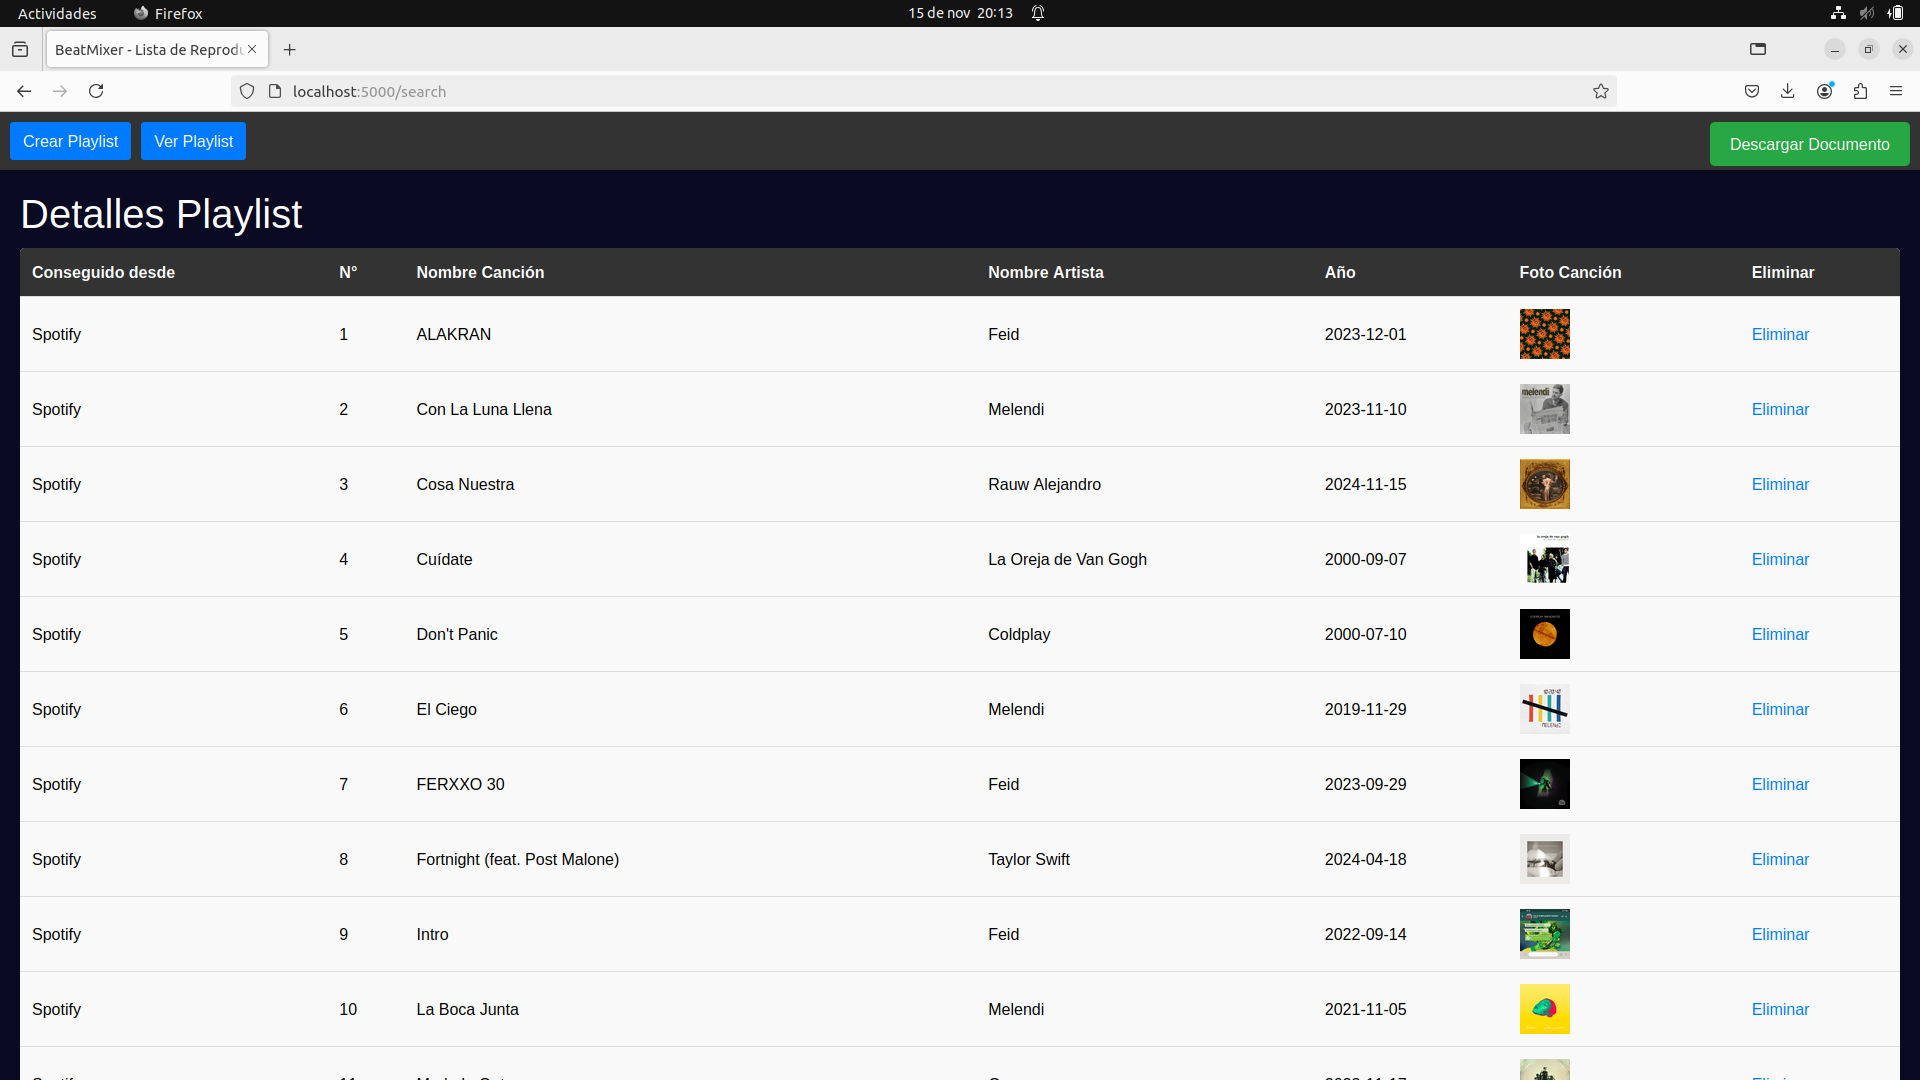 Actividades Firefox 15 de nov 20:13
BeatMixer - Lista de Reprodu
localhost:5000/search
Crear Playlist Ver Playlist Descargar Documento
Detalles Playlist
Conseguido desde N° Nombre Canción Nombre Artista Año Foto Canción Eliminar
Spotify 1 ALAKRAN Feid 2023-12-01 Eliminar
Spotify 2 Con La Luna Llena Melendi 2023-11-10 melendi Eliminar
Spotify 3 Cosa Nuestra Rauw Alejandro 2024-11-15 Eliminar
Spotify 4 Cuídate La Oreja de Van Gogh 2000-09-07 la oreja de van gogh Eliminar
Spotify 5 Don't Panic Coldplay 2000-07-10 Eliminar
Spotify 6 El Ciego Melendi 2019-11-29 Eliminar
Spotify 7 FERXXO 30 Feid 2023-09-29 Eliminar
Spotify 8 Fortnight (feat. Post Malone) Taylor Swift 2024-04-18 Eliminar
Spotify 9 Intro Feid 2022-09-14 Eliminar
Spotify 10 La Boca Junta Melendi 2021-11-05 Eliminar